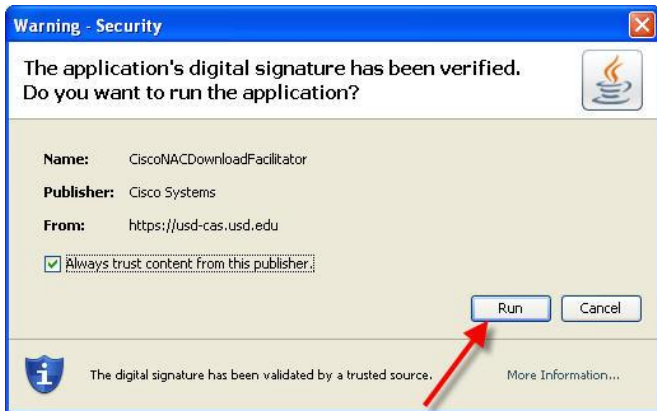 Warning - Security
The application's digital signature has been verified.
Do you want to run the application?
Name: CiscoNACDownloadFacilitator
Publisher: Cisco Systems
From: https://usd-cas.usd.edu
Always trust content from this publisher.
Run Cancel
The digital signature has been validated by a trusted source. More Information...